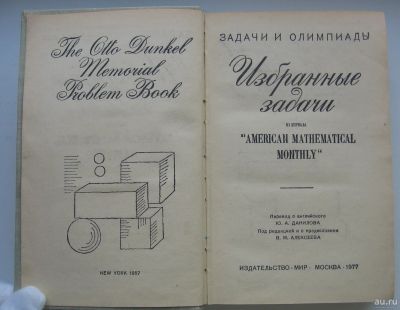 The Otto Dunkel
Memorial
Problem Book
NEW YORK 1957
ЗАДАЧИ И ОЛИМПИАДЫ
Избранные
задачи
ИЗ ЖУРНАЛА
"AMERICAN MATHEMATICAL
MONTHLY"
Перевод с английского
Ю. А. ДАНИЛОВА
Под редакцией и с предисловием
В. М. АЛЕКСЕЕВА
ИЗДАТЕЛЬСТВО «МИР» МОСКВА 1977
au.ru